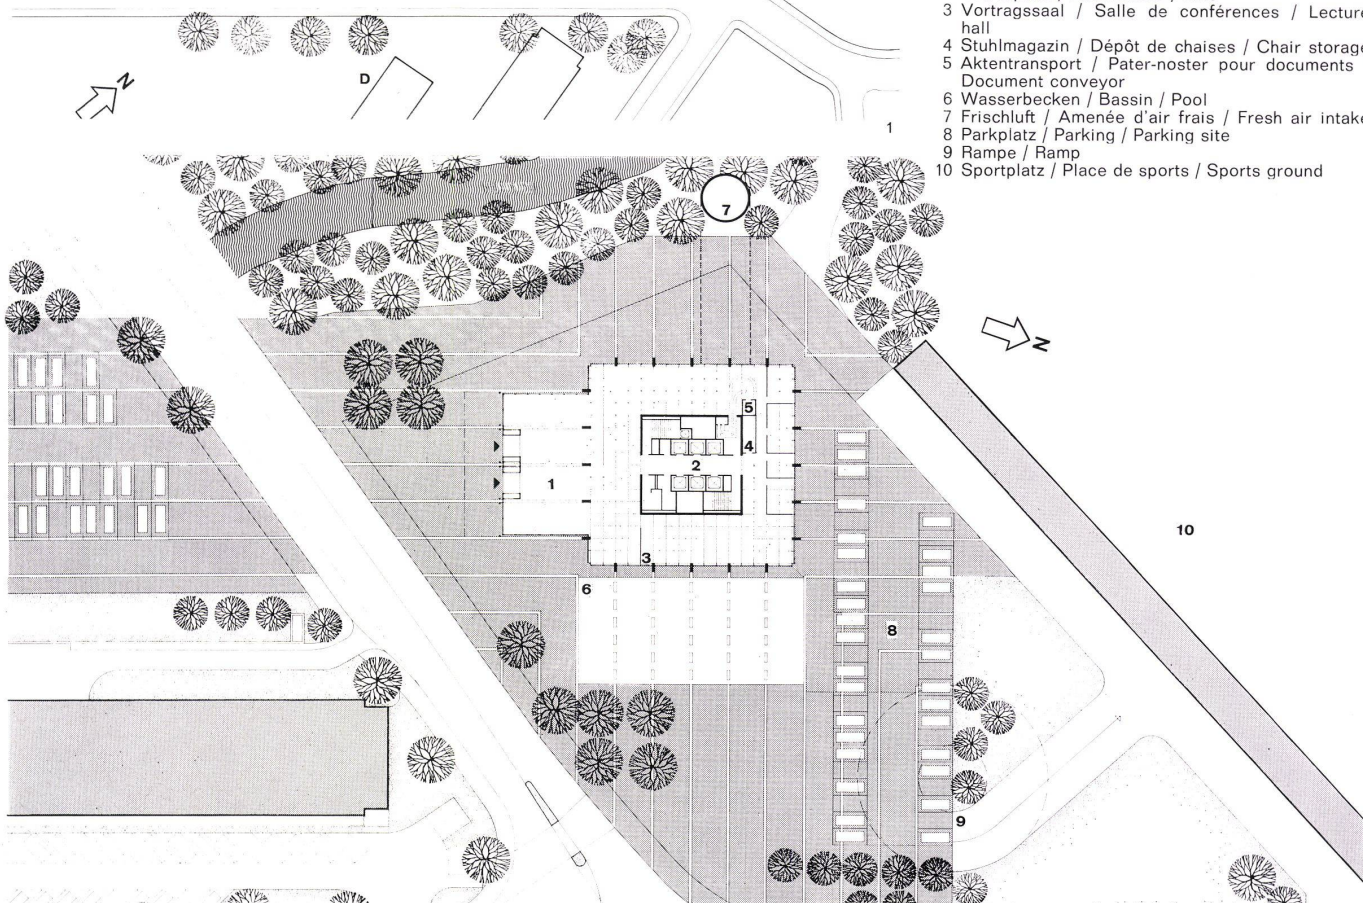 3 Vortragssaal / Salle de conférences / Lecture
hall
4 Stuhlmagazin / Dépôt de chaises / Chair storage
5 Aktentransport / Pater-noster pour documents
Document conveyor
6 Wasserbecken / Bassin / Pool
7 Frischluft / Amenée d'air frais / Fresh air intake
8 Parkplatz / Parking / Parking site
9 Rampe / Ramp
10 Sportplatz / Place de sports / Sports ground
D
N
1
7
N
5
4
2
1
10
3
6
8
9